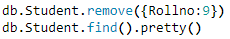 db.Student.remove({Rollno:9})
db.Student.find().pretty()